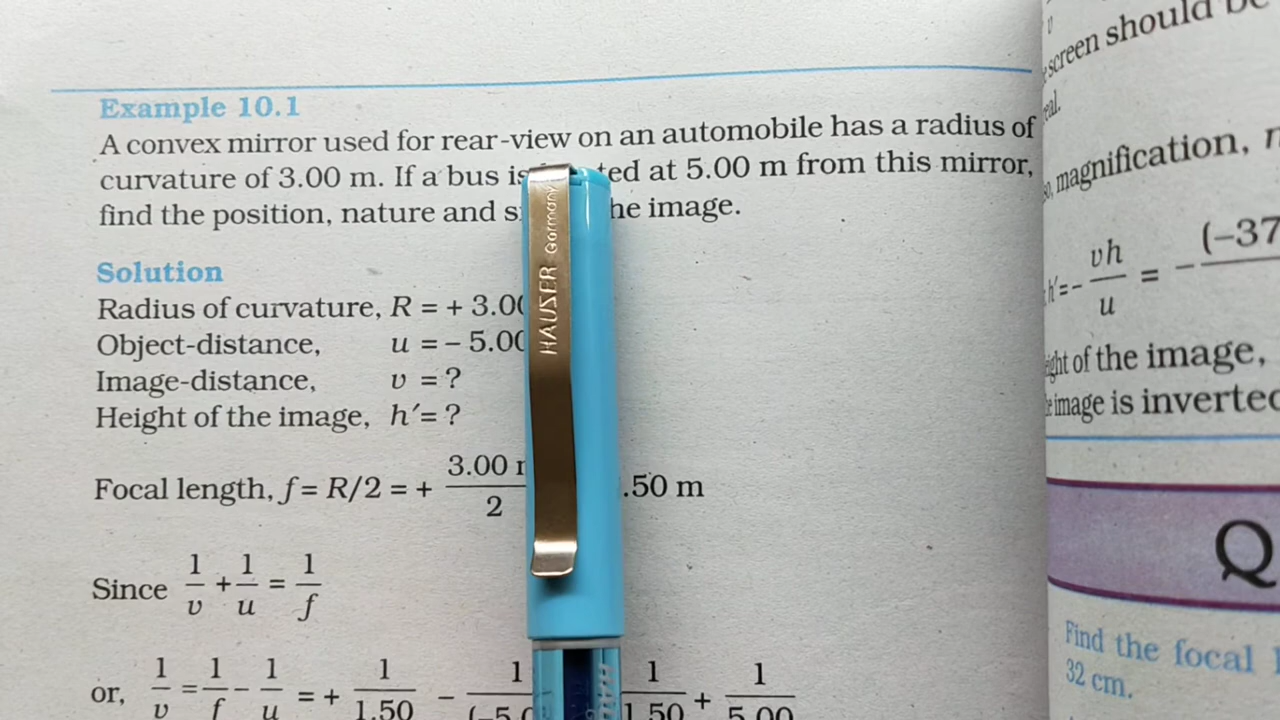 Example 10.1
A convex mirror used for rear-view on an automobile has a radius of
curvature of 3.00 m. If a bus is ted at 5.00 m from this mirror,
find the position, nature and s he image.
Solution
Radius of curvature, R = + 3.00
Object-distance, u = – 5.00
Image-distance, v = ?
Height of the image, h′= ?
Focal length, f = R/2 = + 3.00 / 2 .50 m
Since 1/v + 1/u = 1/f
or, 1/v = 1/f – 1/u = + 1/1.50 – 1/(–5.0 1.50 + 1/5.00
HAUSER Germany
screen should
magnification,
h′ = – vh/u = – (–37
of the image,
image is inverted
Q
Find the focal
32 cm.